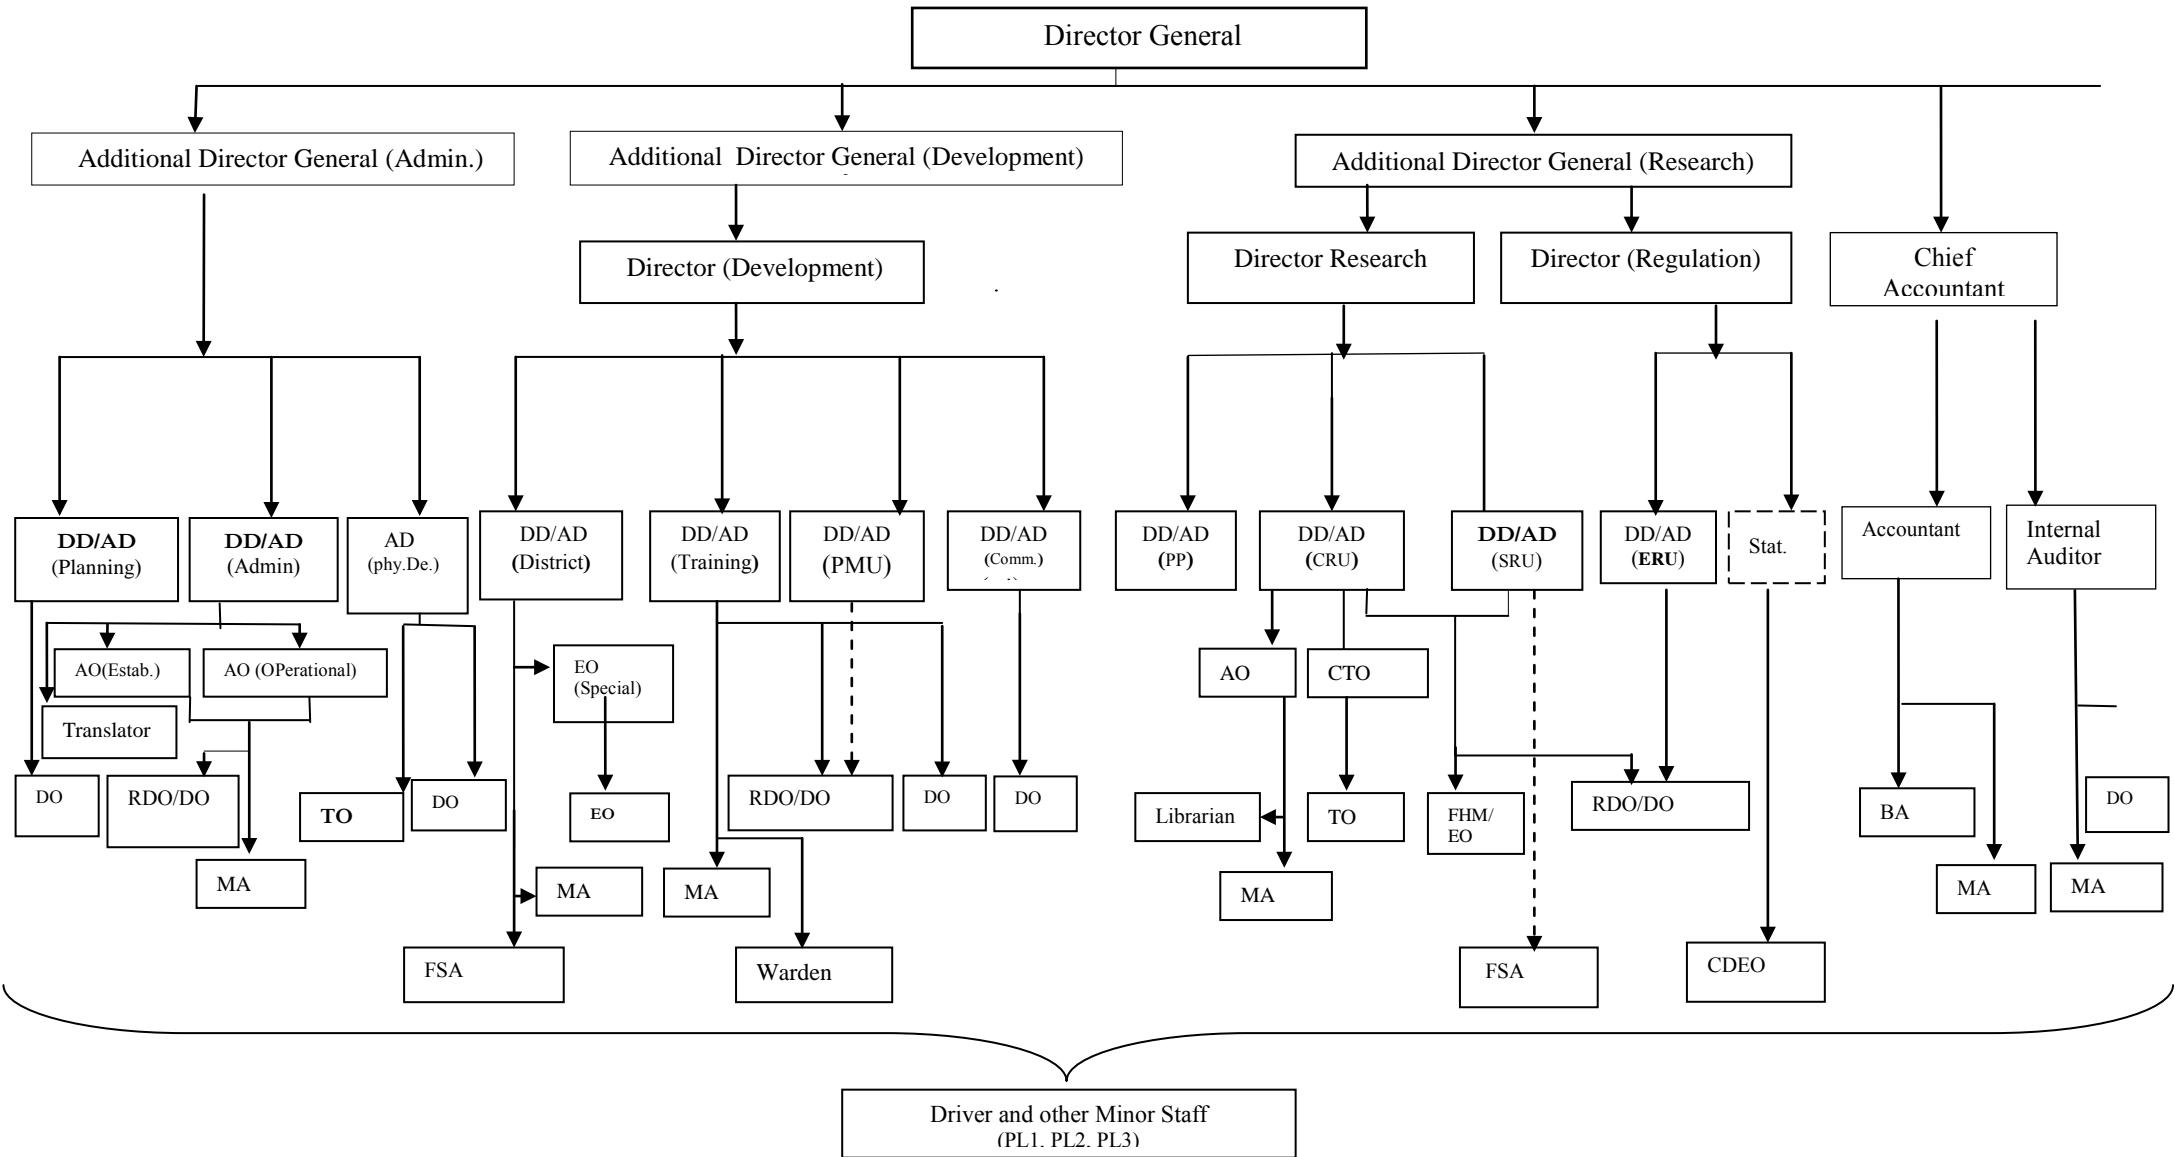 Director General
Additional Director General (Admin.)
Additional Director General (Development)
Additional Director General (Research)
Director (Development)
Director Research
Director (Regulation)
Chief
Accountant
DD/AD
(Planning)
DD/AD
(Admin)
AD
(phy.De.)
DD/AD
(District)
DD/AD
(Training)
DD/AD
(PMU)
DD/AD
(Comm.)
DD/AD
(PP)
DD/AD
(CRU)
DD/AD
(SRU)
DD/AD
(ERU)
Stat.
Accountant
Internal
Auditor
AO(Estab.)
AO (OPerational)
EO
(Special)
AO
CTO
Translator
DO
RDO/DO
TO
DO
EO
RDO/DO
DO
DO
Librarian
TO
FHM/
EO
RDO/DO
BA
DO
MA
MA
MA
MA
MA
MA
FSA
Warden
FSA
CDEO
Driver and other Minor Staff
(PL1, PL2, PL3)